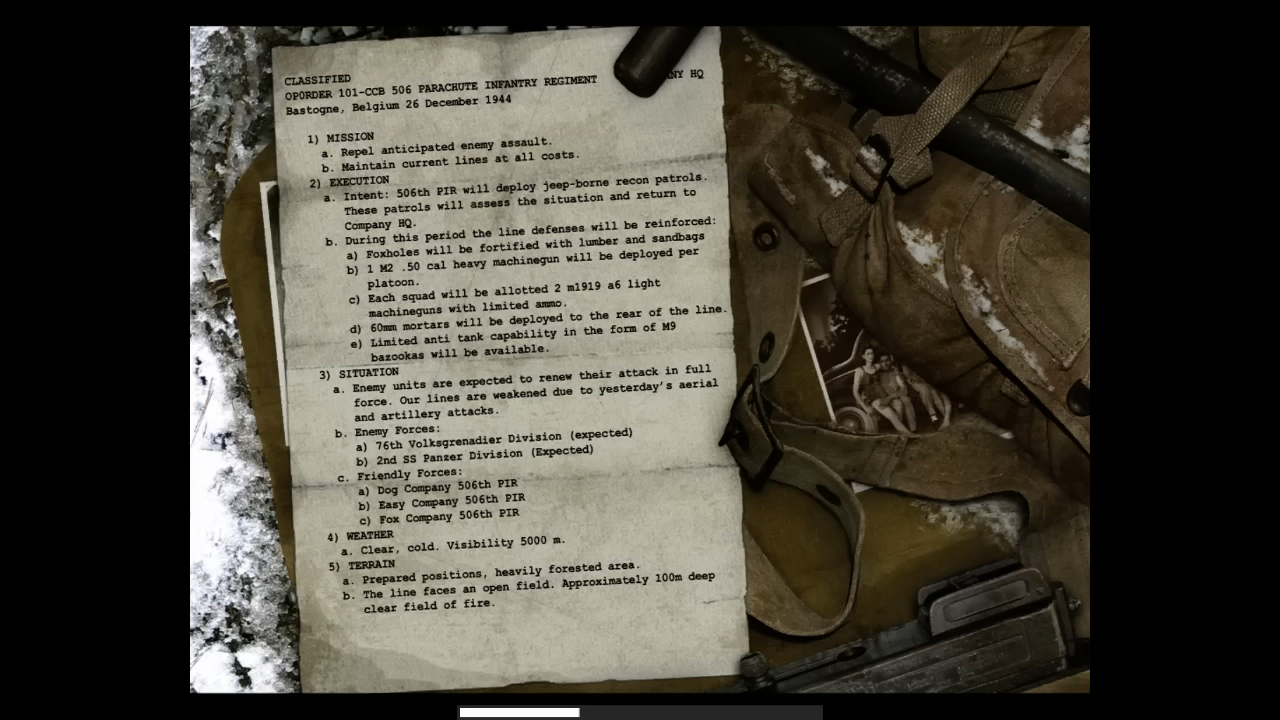 CLASSIFIED
OPORDER 101-CCB 506 PARACHUTE INFANTRY REGIMENT HQ
Bastogne, Belgium 26 December 1944
1) MISSION
a. Repel anticipated enemy assault.
b. Maintain current lines at all costs.
2) EXECUTION
a. Intent: 506th PIR will deploy jeep-borne recon patrols.
These patrols will assess the situation and return to
Company HQ.
b. During this period the line defenses will be reinforced:
a) Foxholes will be fortified with lumber and sandbags
b) 1 M2 .50 cal heavy machinegun will be deployed per
platoon.
c) Each squad will be allotted 2 m1919 a6 light
machineguns with limited ammo.
d) 60mm mortars will be deployed to the rear of the line.
e) Limited anti tank capability in the form of M9
bazookas will be available.
3) SITUATION
a. Enemy units are expected to renew their attack in full
force. Our lines are weakened due to yesterday's aerial
and artillery attacks.
b. Enemy Forces:
a) 76th Volksgrenadier Division (expected)
b) 2nd SS Panzer Division (Expected)
c. Friendly Forces:
a) Dog Company 506th PIR
b) Easy Company 506th PIR
c) Fox Company 506th PIR
4) WEATHER
a. Clear, cold. Visibility 5000 m.
5) TERRAIN
a. Prepared positions, heavily forested area.
b. The line faces an open field. Approximately 100m deep
clear field of fire.